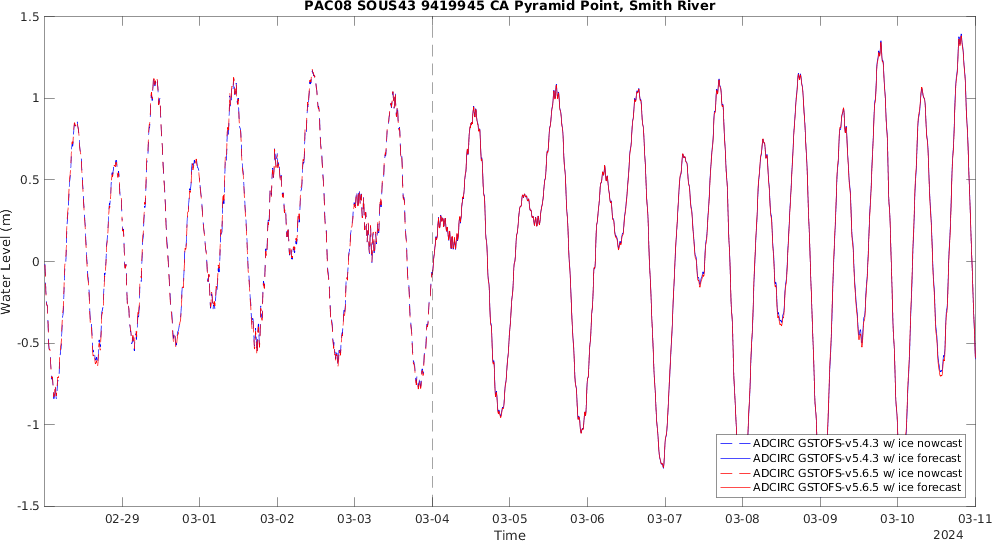 PAC08 SOUS43 9419945 CA Pyramid Point, Smith River
1.5
1
0.5
0
-0.5
-1
-1.5
Water Level (m)
ADCIRC GSTOFS-v5.4.3 w/ ice nowcast
ADCIRC GSTOFS-v5.4.3 w/ ice forecast
ADCIRC GSTOFS-v5.6.5 w/ ice nowcast
ADCIRC GSTOFS-v5.6.5 w/ ice forecast
02-29 03-01 03-02 03-03 03-04 03-05 03-06 03-07 03-08 03-09 03-10 03-11
Time
2024